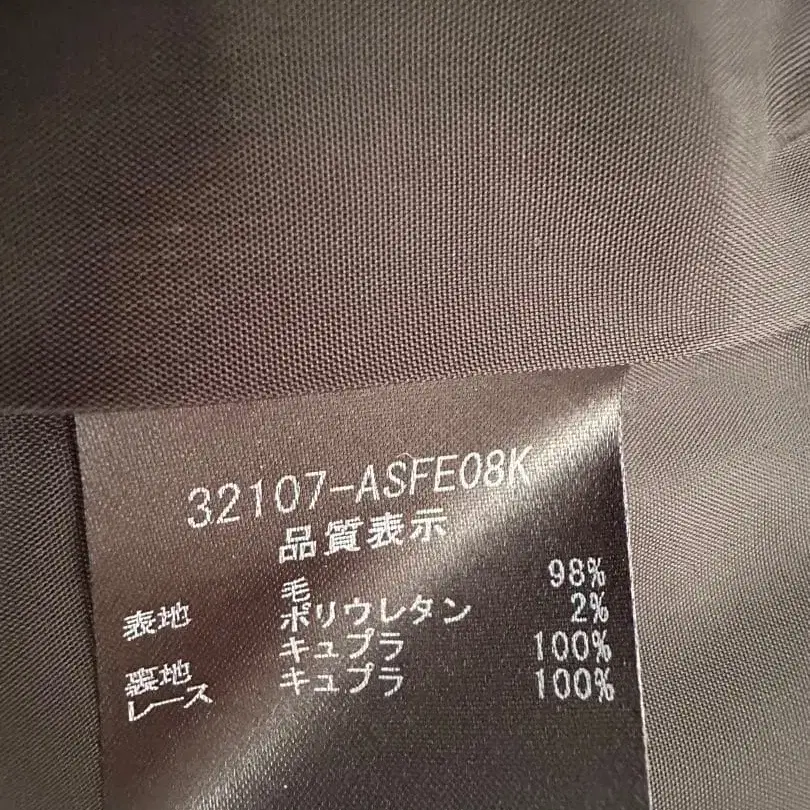 32107-ASFE08K
品質表示
表地 毛 98%
ポリウレタン 2%
裏地 キュプラ 100%
レース キュプラ 100%